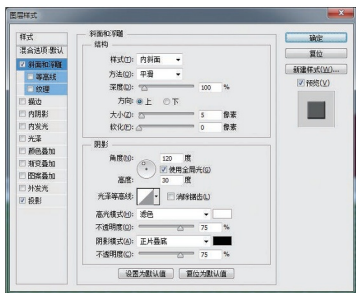 图层样式
样式
混合选项:默认
斜面和浮雕
等高线
纹理
描边
内阴影
内发光
光泽
颜色叠加
渐变叠加
图案叠加
外发光
投影
斜面和浮雕
结构
样式(T): 内斜面
方法(Q): 平滑
深度(D): 100 %
方向: 上 下
大小(Z): 5 像素
软化(F): 0 像素
阴影
角度(N): 120 度
使用全局光(G)
高度: 30 度
光泽等高线: 消除锯齿(L)
高光模式(H): 滤色
不透明度(O): 75 %
阴影模式(A): 正片叠底
不透明度(C): 75 %
设置为默认值 复位为默认值
确定
复位
新建样式(W)...
预览(V)